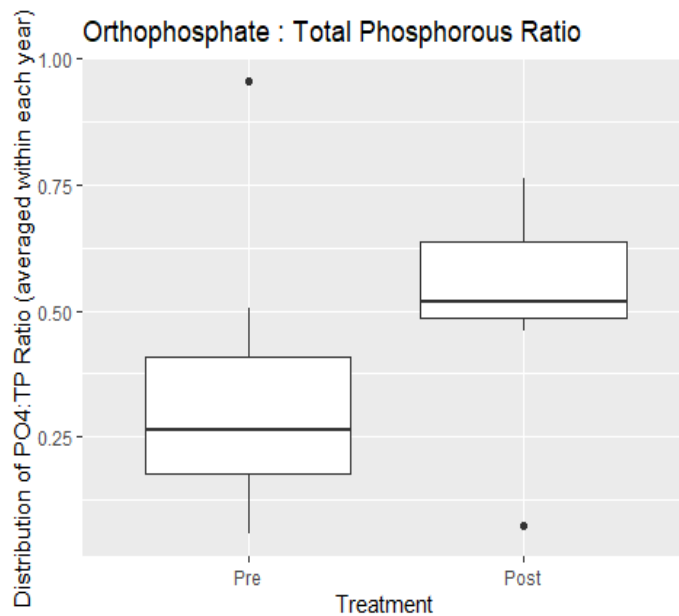 Orthophosphate : Total Phosphorous Ratio
Distribution of PO4:TP Ratio (averaged within each year)
1.00
0.75
0.50
0.25
Pre
Post
Treatment